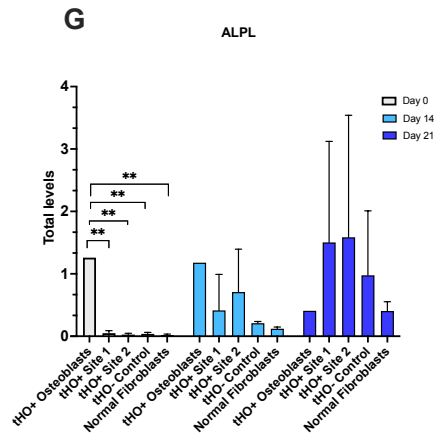 G
ALPL
Total levels
4
3
2
1
0
**
**
**
**
Day 0
Day 14
Day 21
tHO+ Osteoblasts
tHO+ Site 1
tHO+ Site 2
tHO- Control
Normal Fibroblasts
tHO+ Osteoblasts
tHO+ Site 1
tHO+ Site 2
tHO- Control
Normal Fibroblasts
tHO+ Osteoblasts
tHO+ Site 1
tHO+ Site 2
tHO- Control
Normal Fibroblasts